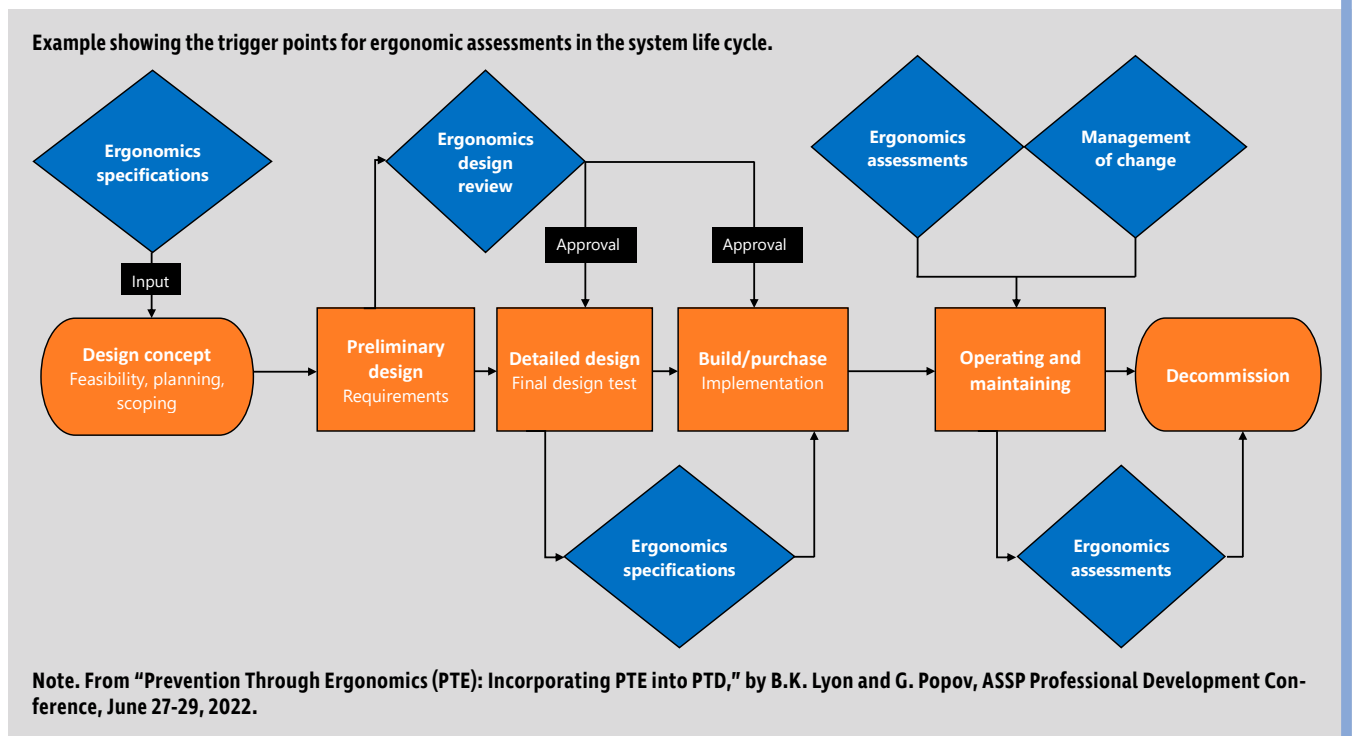 Example showing the trigger points for ergonomic assessments in the system life cycle.
Ergonomics
specifications
Ergonomics
design
review
Ergonomics
assessments
Management
of change
Input
Approval
Approval
Design concept
Feasibility, planning,
scoping
Preliminary
design
Requirements
Detailed design
Final design test
Build/purchase
Implementation
Operating and
maintaining
Decommission
Ergonomics
specifications
Ergonomics
assessments
Note. From “Prevention Through Ergonomics (PTE): Incorporating PTE into PTD,” by B.K. Lyon and G. Popov, ASSP Professional Development Con-
ference, June 27-29, 2022.